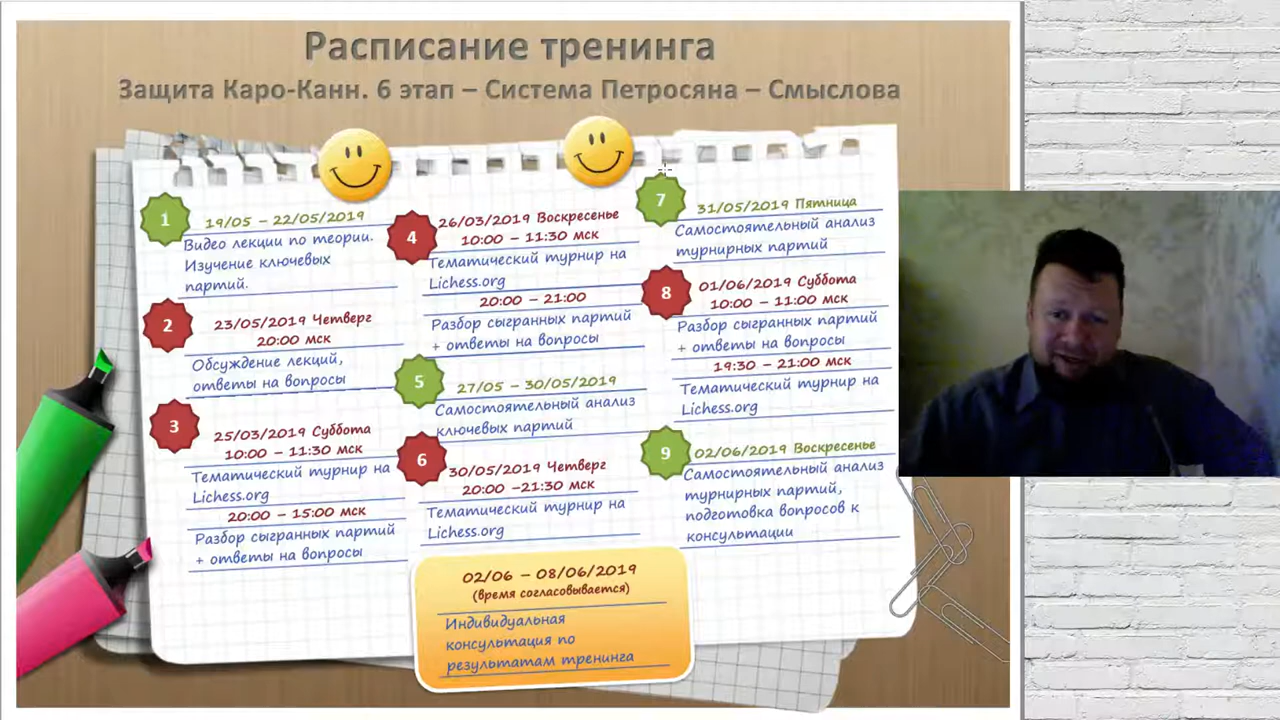 Расписание тренинга
Защита Каро-Канн. 6 этап – Система Петросяна – Смыслова
1
19/05 – 22/05/2019
Видео лекции по теории.
Изучение ключевых
партий.
2
23/05/2019 Четверг
20:00 мск
Обсуждение лекций,
ответы на вопросы
3
25/03/2019 Суббота
10:00 – 11:30 мск
Тематический турнир на
Lichess.org
20:00 – 15:00 мск
Разбор сыгранных партий
+ ответы на вопросы
4
26/03/2019 Воскресенье
10:00 – 11:30 мск
Тематический турнир на
Lichess.org
20:00 – 21:00
Разбор сыгранных партий
+ ответы на вопросы
5
27/05 – 30/05/2019
Самостоятельный анализ
ключевых партий
6
30/05/2019 Четверг
20:00 –21:30 мск
Тематический турнир на
Lichess.org
7
31/05/2019 Пятница
Самостоятельный анализ
турнирных партий
8
01/06/2019 Суббота
10:00 – 11:00 мск
Разбор сыгранных партий
+ ответы на вопросы
19:30 – 21:00 мск
Тематический турнир на
Lichess.org
9
02/06/2019 Воскресенье
Самостоятельный анализ
турнирных партий,
подготовка вопросов к
консультации
02/06 – 08/06/2019
(время согласовывается)
Индивидуальная
консультация по
результатам тренинга